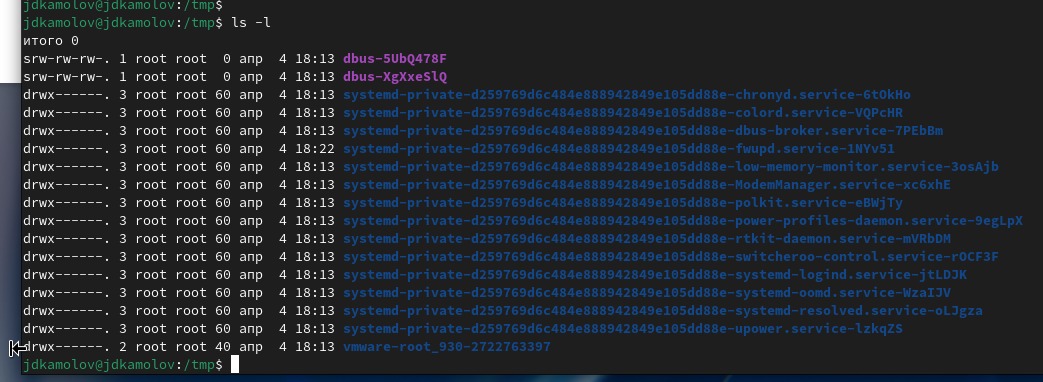 jdkamolov@jdkamolov:/tmp$
jdkamolov@jdkamolov:/tmp$ ls -l
итого 0
srw-rw-rw-. 1 root root  0 апр  4 18:13 dbus-5UbQ478F
srw-rw-rw-. 1 root root  0 апр  4 18:13 dbus-XgXxeSlQ
drwx------. 3 root root 60 апр  4 18:13 systemd-private-d259769d6c484e888942849e105dd88e-chronyd.service-6tOkHo
drwx------. 3 root root 60 апр  4 18:13 systemd-private-d259769d6c484e888942849e105dd88e-colord.service-VQPcHR
drwx------. 3 root root 60 апр  4 18:13 systemd-private-d259769d6c484e888942849e105dd88e-dbus-broker.service-7PEbBm
drwx------. 3 root root 60 апр  4 18:22 systemd-private-d259769d6c484e888942849e105dd88e-fwupd.service-1NYv51
drwx------. 3 root root 60 апр  4 18:13 systemd-private-d259769d6c484e888942849e105dd88e-low-memory-monitor.service-3osAjb
drwx------. 3 root root 60 апр  4 18:13 systemd-private-d259769d6c484e888942849e105dd88e-ModemManager.service-xc6xhE
drwx------. 3 root root 60 апр  4 18:13 systemd-private-d259769d6c484e888942849e105dd88e-polkit.service-eBWjTy
drwx------. 3 root root 60 апр  4 18:13 systemd-private-d259769d6c484e888942849e105dd88e-power-profiles-daemon.service-9egLpX
drwx------. 3 root root 60 апр  4 18:13 systemd-private-d259769d6c484e888942849e105dd88e-rtkit-daemon.service-mVRbDM
drwx------. 3 root root 60 апр  4 18:13 systemd-private-d259769d6c484e888942849e105dd88e-switcheroo-control.service-rOCF3F
drwx------. 3 root root 60 апр  4 18:13 systemd-private-d259769d6c484e888942849e105dd88e-systemd-logind.service-jtLDJK
drwx------. 3 root root 60 апр  4 18:13 systemd-private-d259769d6c484e888942849e105dd88e-systemd-oomd.service-WzaIJV
drwx------. 3 root root 60 апр  4 18:13 systemd-private-d259769d6c484e888942849e105dd88e-systemd-resolved.service-oLJgza
drwx------. 3 root root 60 апр  4 18:13 systemd-private-d259769d6c484e888942849e105dd88e-upower.service-lzkqZS
drwx------. 2 root root 40 апр  4 18:13 vmware-root_930-2722763397
jdkamolov@jdkamolov:/tmp$